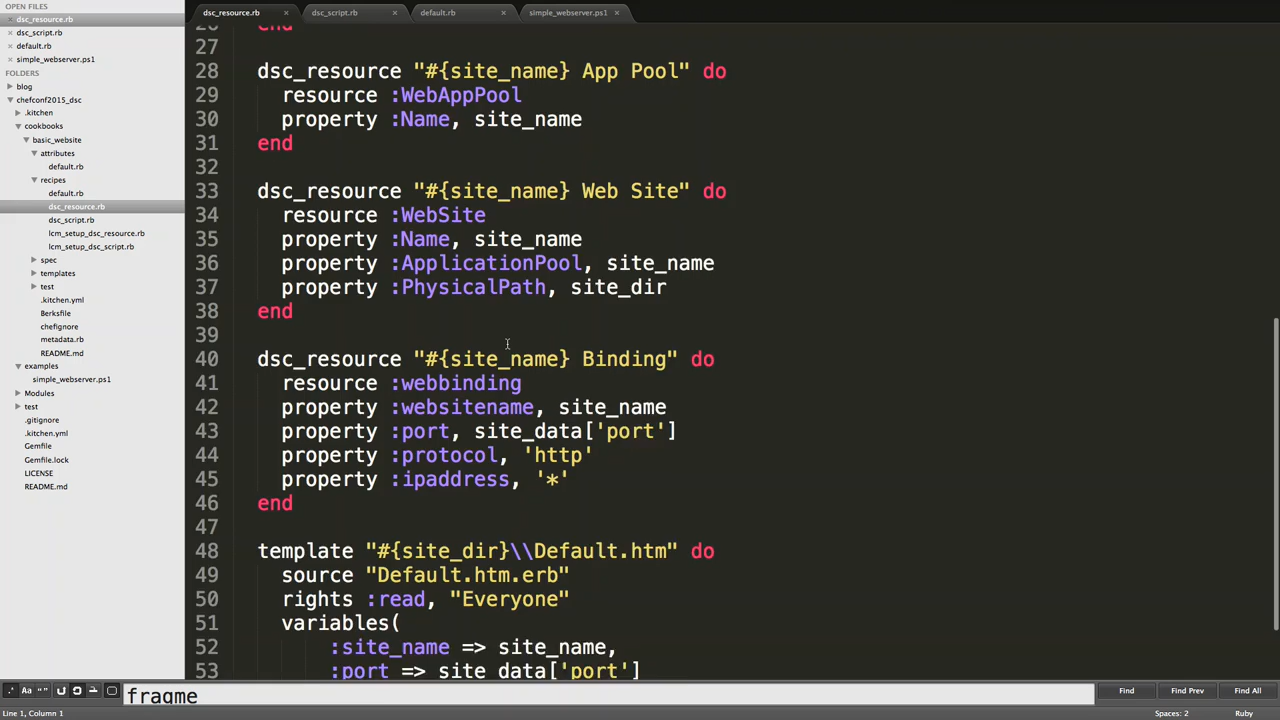 OPEN FILES
dsc_resource.rb
dsc_script.rb
default.rb
simple_webserver.ps1
FOLDERS
blog
chefconf2015_dsc
.kitchen
cookbooks
basic_website
attributes
default.rb
recipes
default.rb
dsc_resource.rb
dsc_script.rb
lcm_setup_dsc_resource.rb
lcm_setup_dsc_script.rb
spec
templates
test
.kitchen.yml
Berksfile
chefignore
metadata.rb
README.md
examples
simple_webserver.ps1
Modules
test
.gitignore
.kitchen.yml
Gemfile
Gemfile.lock
LICENSE
README.md
dsc_resource.rb × dsc_script.rb × default.rb × simple_webserver.ps1 ×
26 end
27
28 dsc_resource "#{site_name} App Pool" do
29 resource :WebAppPool
30 property :Name, site_name
31 end
32
33 dsc_resource "#{site_name} Web Site" do
34 resource :WebSite
35 property :Name, site_name
36 property :ApplicationPool, site_name
37 property :PhysicalPath, site_dir
38 end
39
40 dsc_resource "#{site_name} Binding" do
41 resource :webbinding
42 property :websitename, site_name
43 property :port, site_data['port']
44 property :protocol, 'http'
45 property :ipaddress, '*'
46 end
47
48 template "#{site_dir}\\Default.htm" do
49 source "Default.htm.erb"
50 rights :read, "Everyone"
51 variables(
52 :site_name => site_name,
53 :port => site_data['port']
.* Aa "" fragme Find Find Prev Find All
Line 1, Column 1 Spaces: 2 Ruby